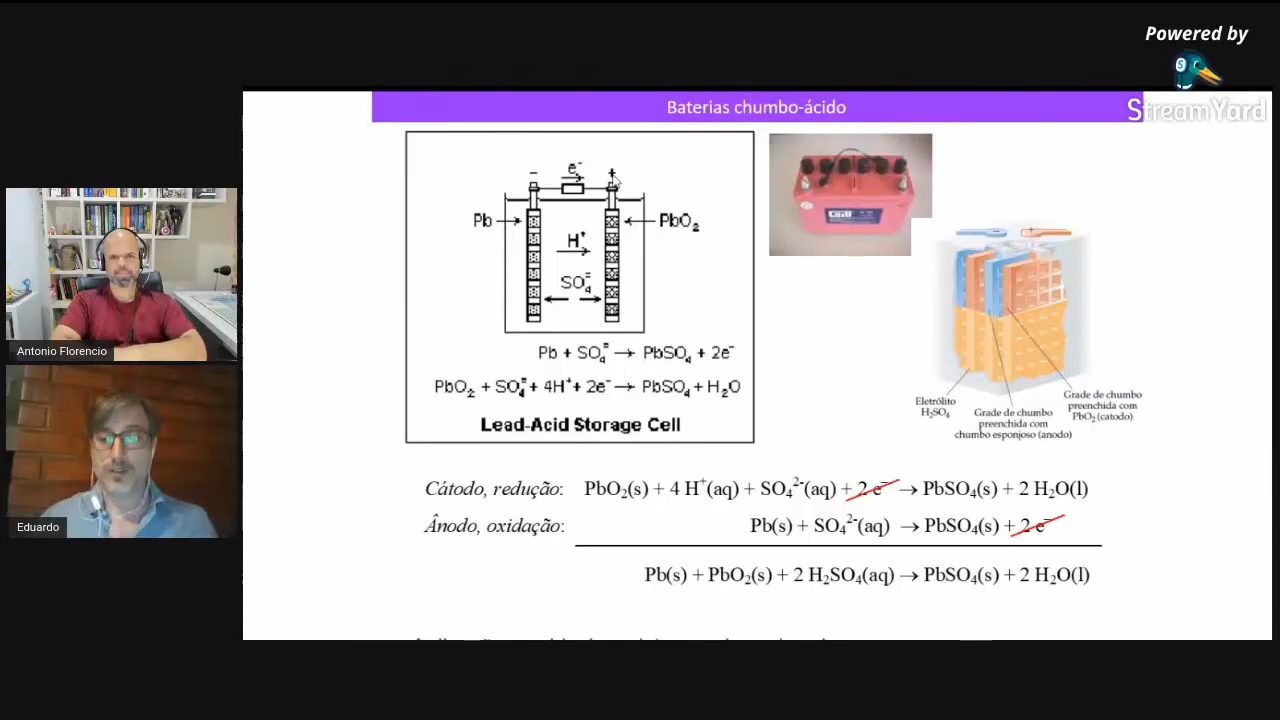 Powered by
StreamYard
Baterias chumbo-ácido
- e⁻ +
Pb
PbO₂
H⁺
SO₄⁼
Pb + SO₄⁼ → PbSO₄ + 2e⁻
PbO₂ + SO₄⁼ + 4H⁺ + 2e⁻ → PbSO₄ + H₂O
Lead-Acid Storage Cell
Eletrólito
H₂SO₄
Grade de chumbo
preenchida com
chumbo esponjoso (anodo)
Grade de chumbo
preenchida com
PbO₂ (catodo)
Cátodo, redução: PbO₂(s) + 4 H⁺(aq) + SO₄²⁻(aq) + 2 e⁻ → PbSO₄(s) + 2 H₂O(l)
Ânodo, oxidação: Pb(s) + SO₄²⁻(aq) → PbSO₄(s) + 2 e⁻
Pb(s) + PbO₂(s) + 2 H₂SO₄(aq) → PbSO₄(s) + 2 H₂O(l)
Antonio Florencio
Eduardo